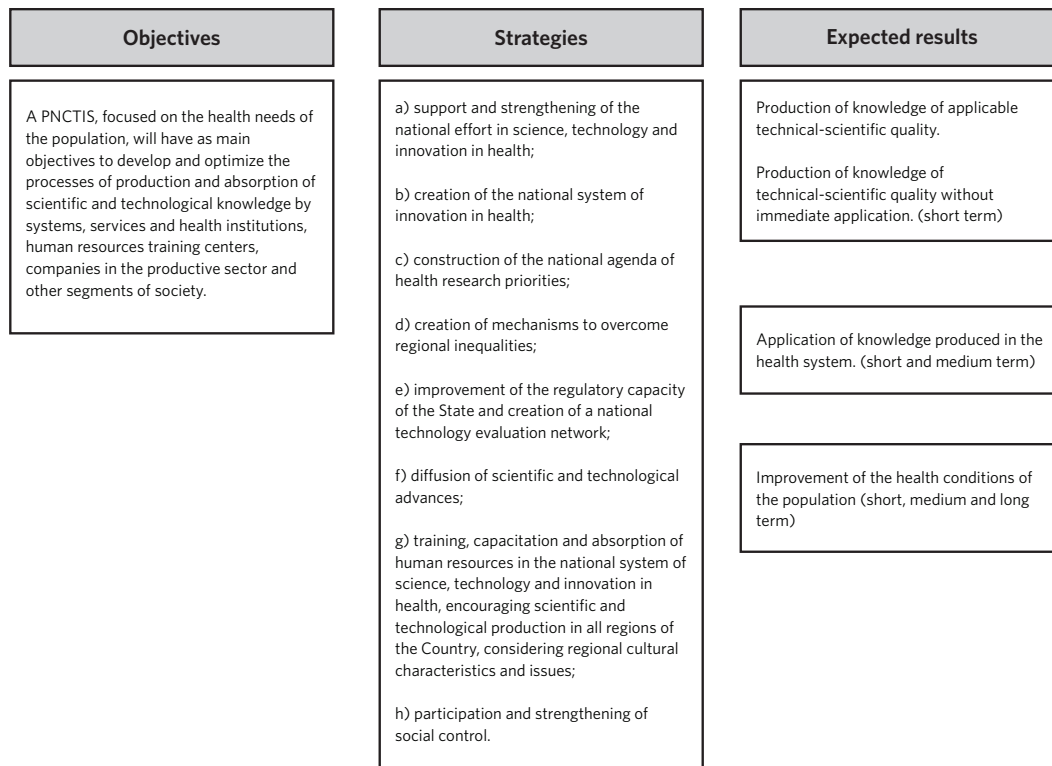 Objectives
A PNCTIS, focused on the health needs of
the population, will have as main
objectives to develop and optimize the
processes of production and absorption of
scientific and technological knowledge by
systems, services and health institutions,
human resources training centers,
companies in the productive sector and
other segments of society.
Strategies
a) support and strengthening of the
national effort in science, technology and
innovation in health;
b) creation of the national system of
innovation in health;
c) construction of the national agenda of
health research priorities;
d) creation of mechanisms to overcome
regional inequalities;
e) improvement of the regulatory capacity
of the State and creation of a national
technology evaluation network;
f) diffusion of scientific and technological
advances;
g) training, capacitation and absorption of
human resources in the national system of
science, technology and innovation in
health, encouraging scientific and
technological production in all regions of
the Country, considering regional cultural
characteristics and issues;
h) participation and strengthening of
social control.
Expected results
Production of knowledge of applicable
technical-scientific quality.
Production of knowledge of
technical-scientific quality without
immediate application. (short term)
Application of knowledge produced in the
health system. (short and medium term)
Improvement of the health conditions of
the population (short, medium and long
term)